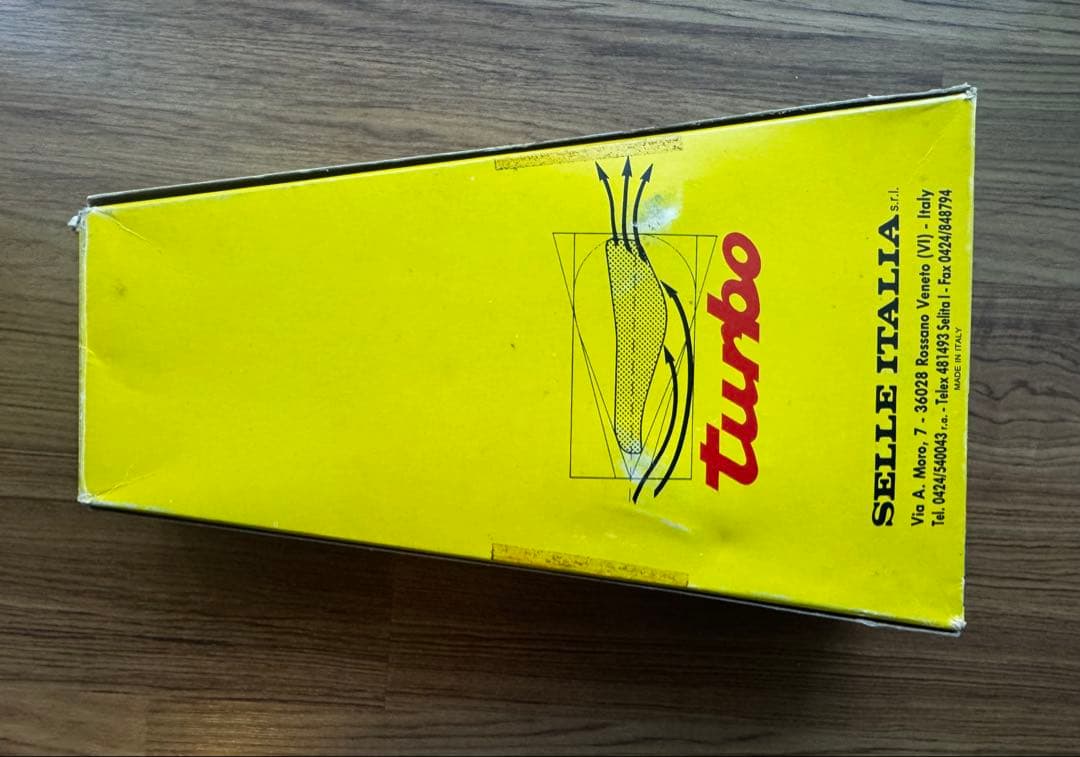 turbo
SELLE ITALIA s.r.l.
Via A. Moro, 7 - 36028 Rossano Veneto (VI) - Italy
Tel. 0424/540043 r.a. - Telex 481493 Selita I - Fax 0424/848794
MADE IN ITALY